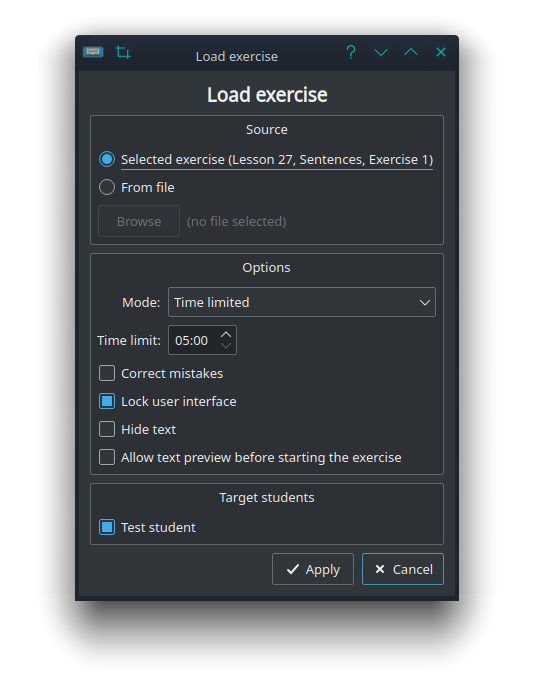 Load exercise
Load exercise
Source
Selected exercise (Lesson 27, Sentences, Exercise 1)
From file
Browse (no file selected)
Options
Mode: Time limited
Time limit: 05:00
Correct mistakes
Lock user interface
Hide text
Allow text preview before starting the exercise
Target students
Test student
Apply Cancel